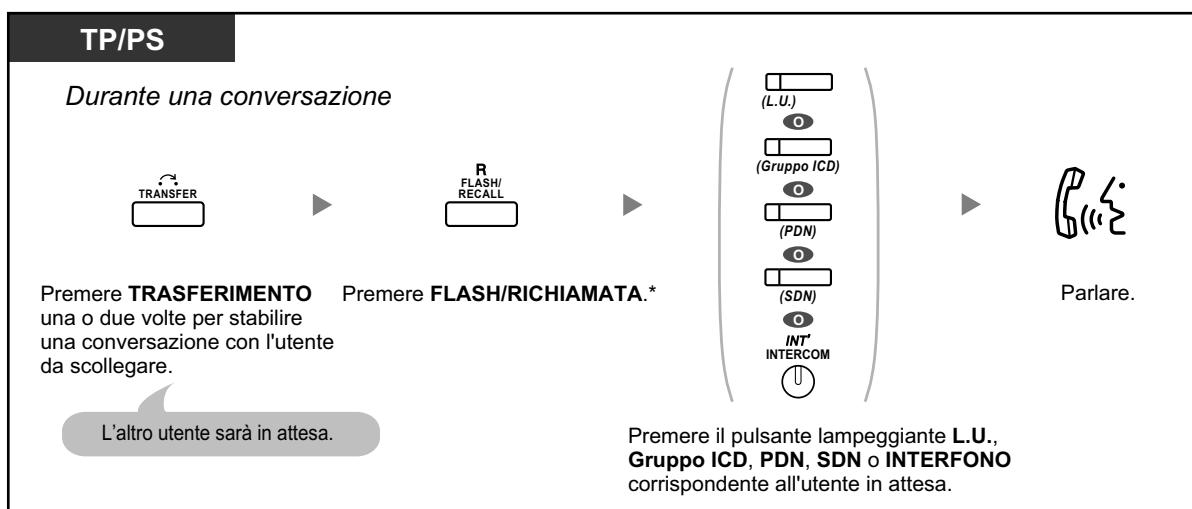 TP/PS
Durante una conversazione
TRANSFER
Premere TRASFERIMENTO
una o due volte per stabilire
una conversazione con l'utente
da scollegare.
L'altro utente sarà in attesa.
R
FLASH/
RECALL
Premere FLASH/RICHIAMATA.*
(L.U.)
O
(Gruppo ICD)
O
(PDN)
O
(SDN)
O
INT'
INTERCOM
Premere il pulsante lampeggiante L.U.,
Gruppo ICD, PDN, SDN o INTERFONO
corrispondente all'utente in attesa.
Parlare.